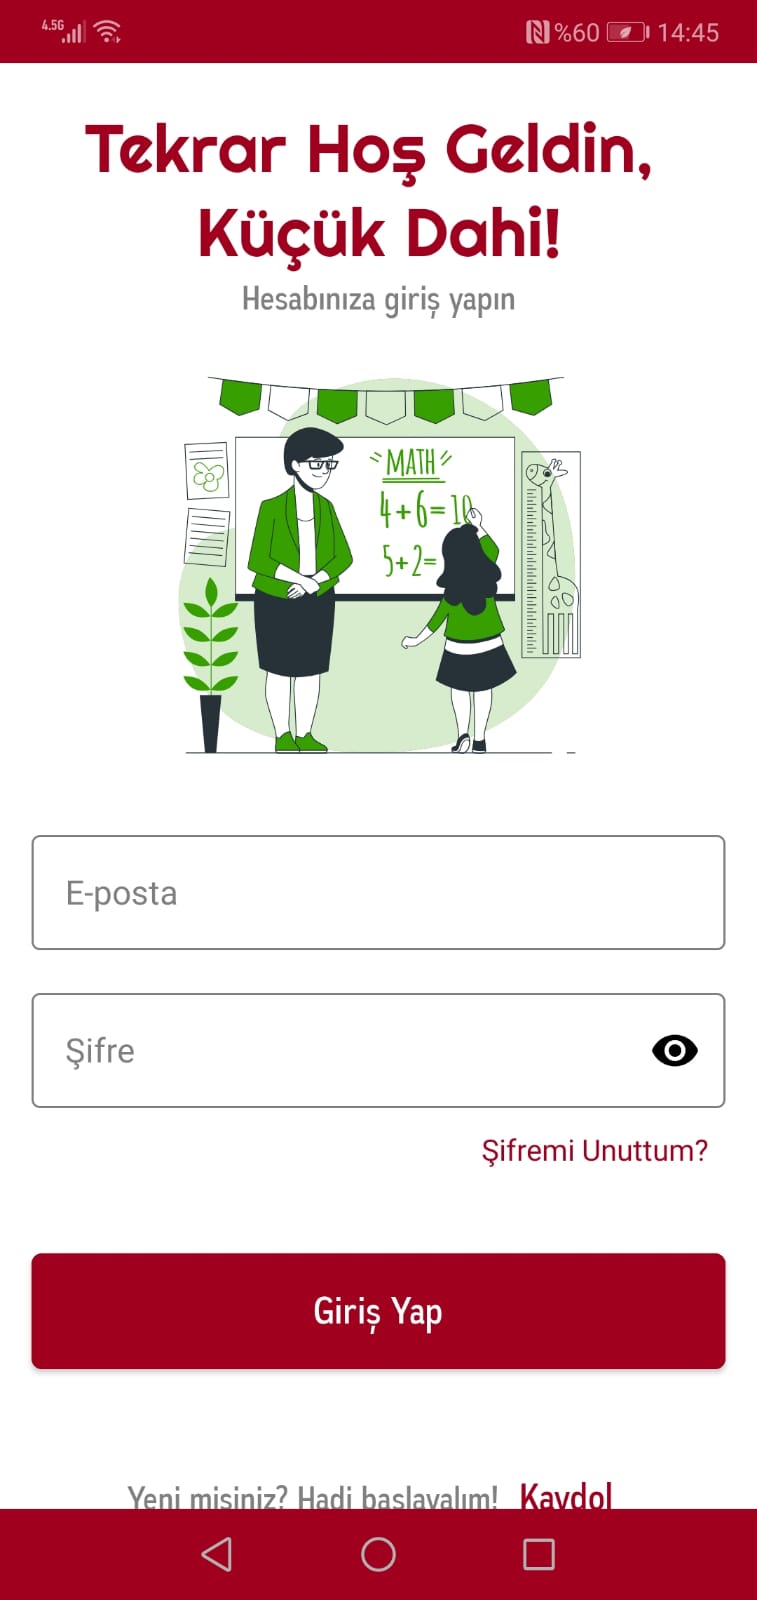 4.5G %60 14:45
Tekrar Hoş Geldin,
Küçük Dahi!
Hesabınıza giriş yapın
MATH
4+6=10
5+2=
E-posta
Şifre
Şifremi Unuttum?
Giriş Yap
Yeni misiniz? Hadi başlayalım! Kaydol